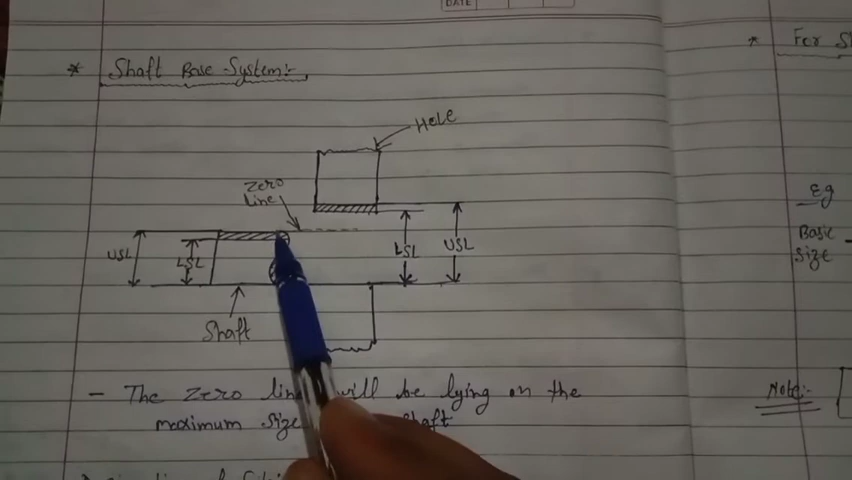 DATE
* Shaft Base System:-
* For
Hole
Zero
Line
USL
LSL
LSL
USL
Shaft
Eg
Basic
Size
- The zero line will be lying on the
maximum size shaft
Note:-